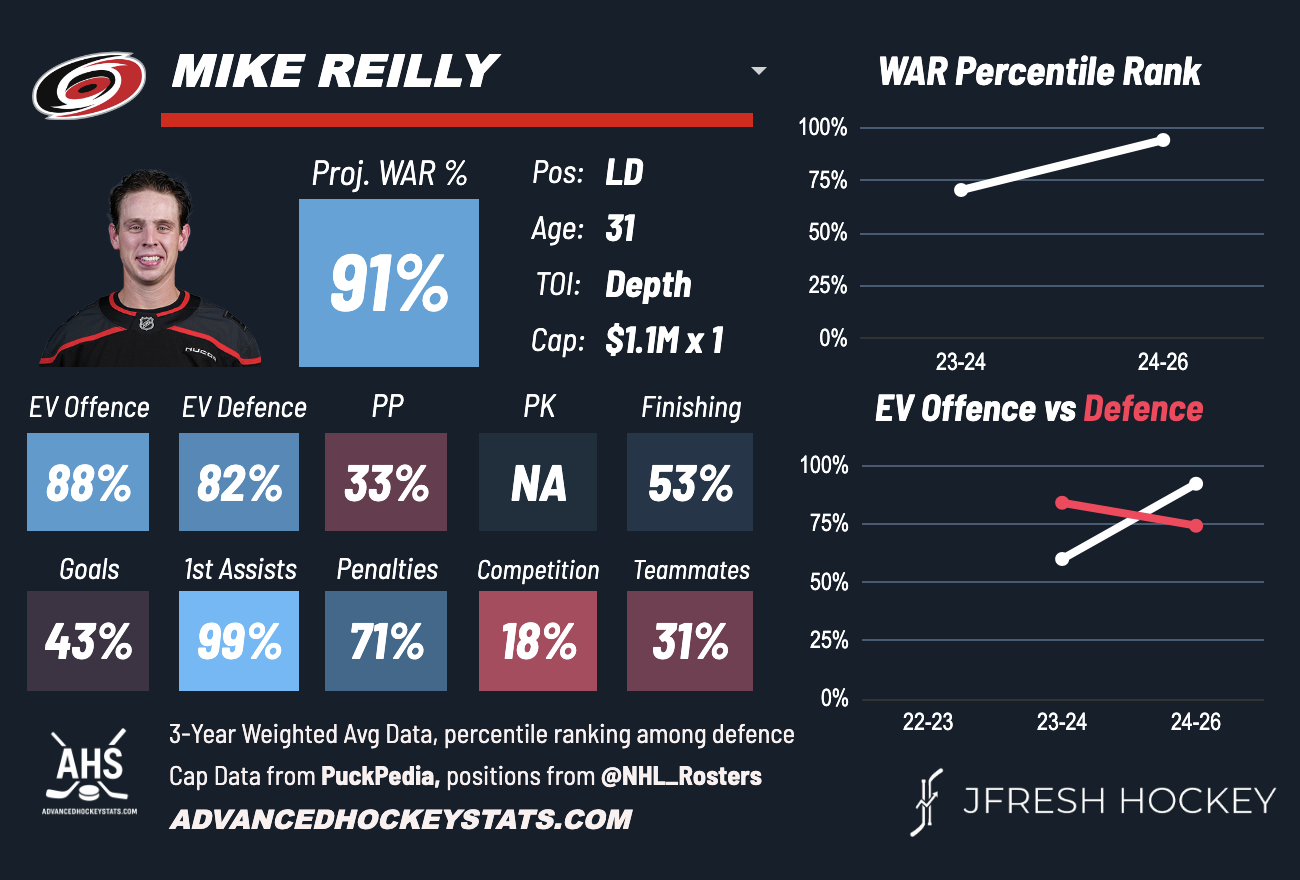 MIKE REILLY
WAR Percentile Rank
Proj. WAR %
91%
Pos: LD
Age: 31
TOI: Depth
Cap: $1.1M x 1
100%
75%
50%
25%
0%
23-24 24-26
EV Offence EV Defence PP PK Finishing
88% 82% 33% NA 53%
Goals 1st Assists Penalties Competition Teammates
43% 99% 71% 18% 31%
EV Offence vs Defence
100%
75%
50%
25%
0%
22-23 23-24 24-26
AHS
ADVANCEDHOCKEYSTATS.COM
3-Year Weighted Avg Data, percentile ranking among defence
Cap Data from PuckPedia, positions from @NHL_Rosters
ADVANCEDHOCKEYSTATS.COM
JFRESH HOCKEY